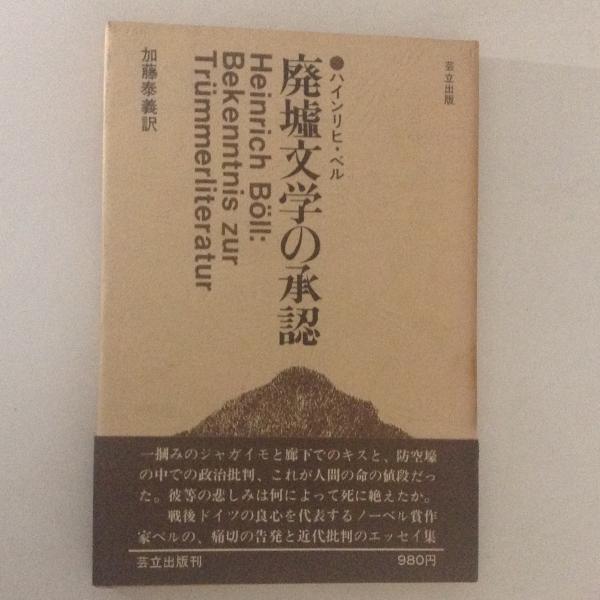 芸立出版
●ハインリヒ・ベル
廃墟文学の承認
Heinrich Böll:
Bekenntnis zur
Trümmerliteratur
加藤泰義訳
一摑みのジャガイモと廊下でのキスと、防空壕
の中での政治批判、これが人間の命の値段だっ
た。彼等の悲しみは何によって死に絶えたか。
戦後ドイツの良心を代表するノーベル賞作
家ベルの、痛切の告発と近代批判のエッセイ集
芸立出版刊
980円